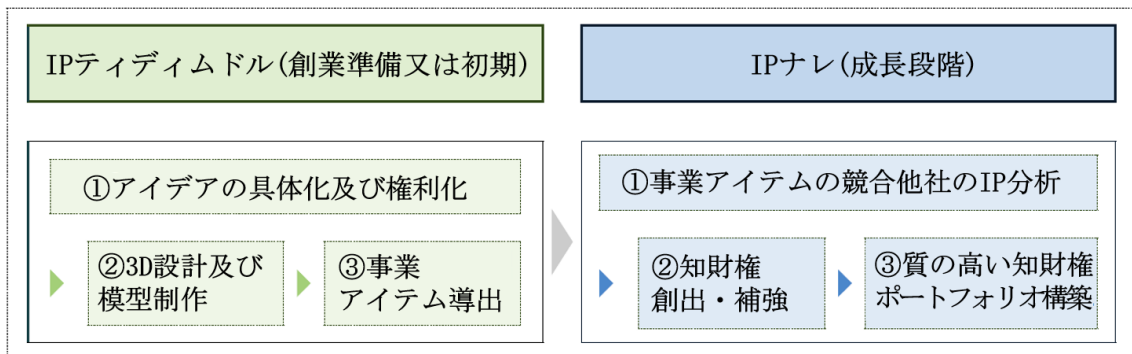 IPティディムドル(創業準備又は初期)
①アイデアの具体化及び権利化
②3D設計及び
模型制作
③事業
アイテム導出
IPナレ(成長段階)
①事業アイテムの競合他社のIP分析
②知財権
創出・補強
③質の高い知財権
ポートフォリオ構築